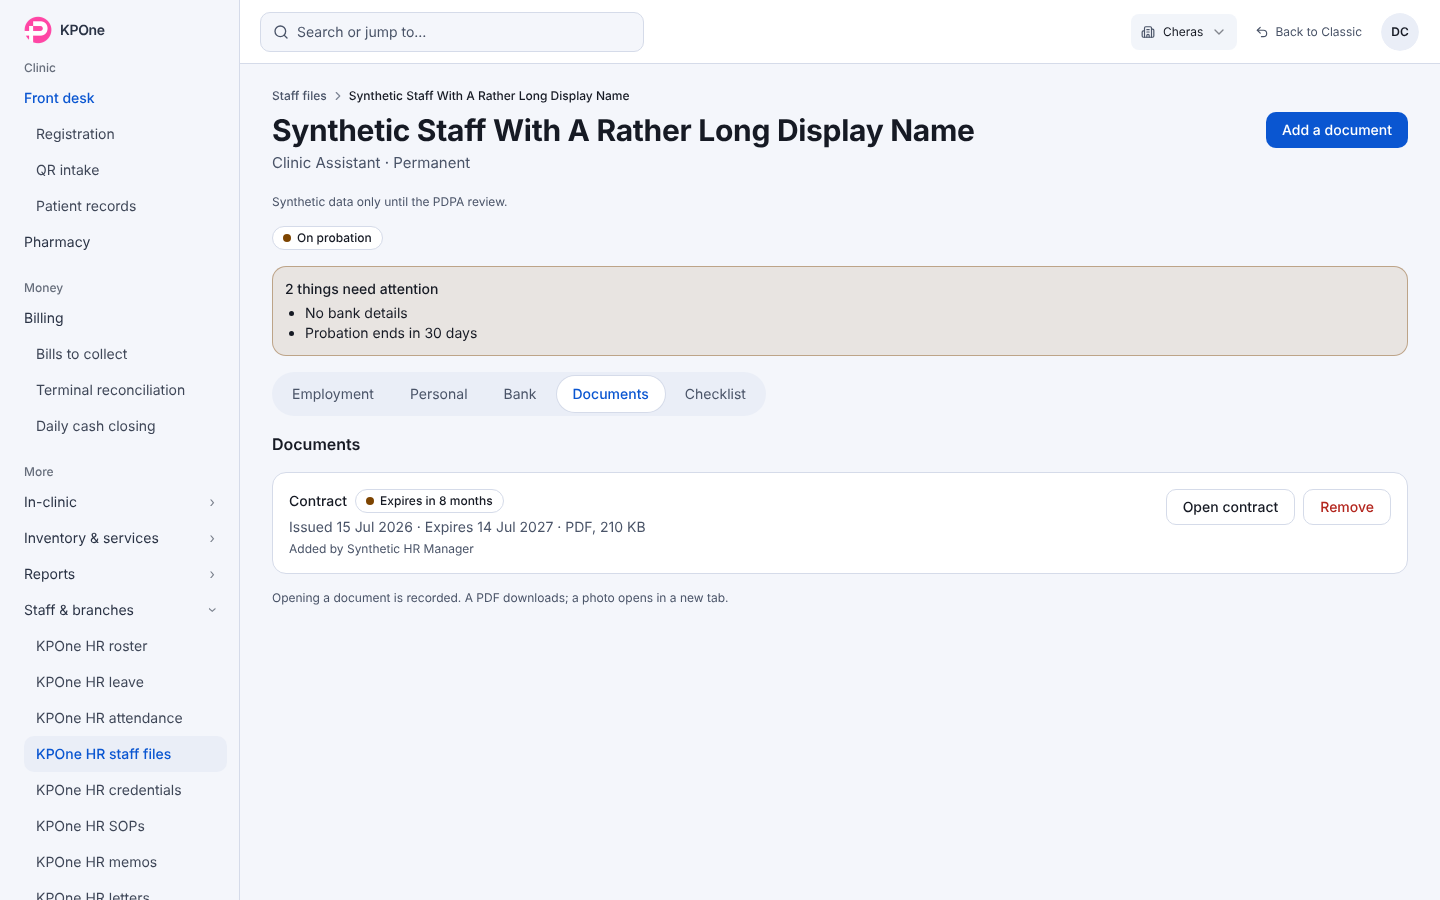 KPOne
Clinic
Front desk
Registration
QR intake
Patient records
Pharmacy
Money
Billing
Bills to collect
Terminal reconciliation
Daily cash closing
More
In-clinic
Inventory & services
Reports
Staff & branches
KPOne HR roster
KPOne HR leave
KPOne HR attendance
KPOne HR staff files
KPOne HR credentials
KPOne HR SOPs
KPOne HR memos
KPOne HR letters
Search or jump to...
Cheras
Back to Classic
DC
Staff files > Synthetic Staff With A Rather Long Display Name
Synthetic Staff With A Rather Long Display Name
Add a document
Clinic Assistant · Permanent
Synthetic data only until the PDPA review.
On probation
2 things need attention
• No bank details
• Probation ends in 30 days
Employment Personal Bank Documents Checklist
Documents
Contract Expires in 8 months
Open contract Remove
Issued 15 Jul 2026 · Expires 14 Jul 2027 · PDF, 210 KB
Added by Synthetic HR Manager
Opening a document is recorded. A PDF downloads; a photo opens in a new tab.